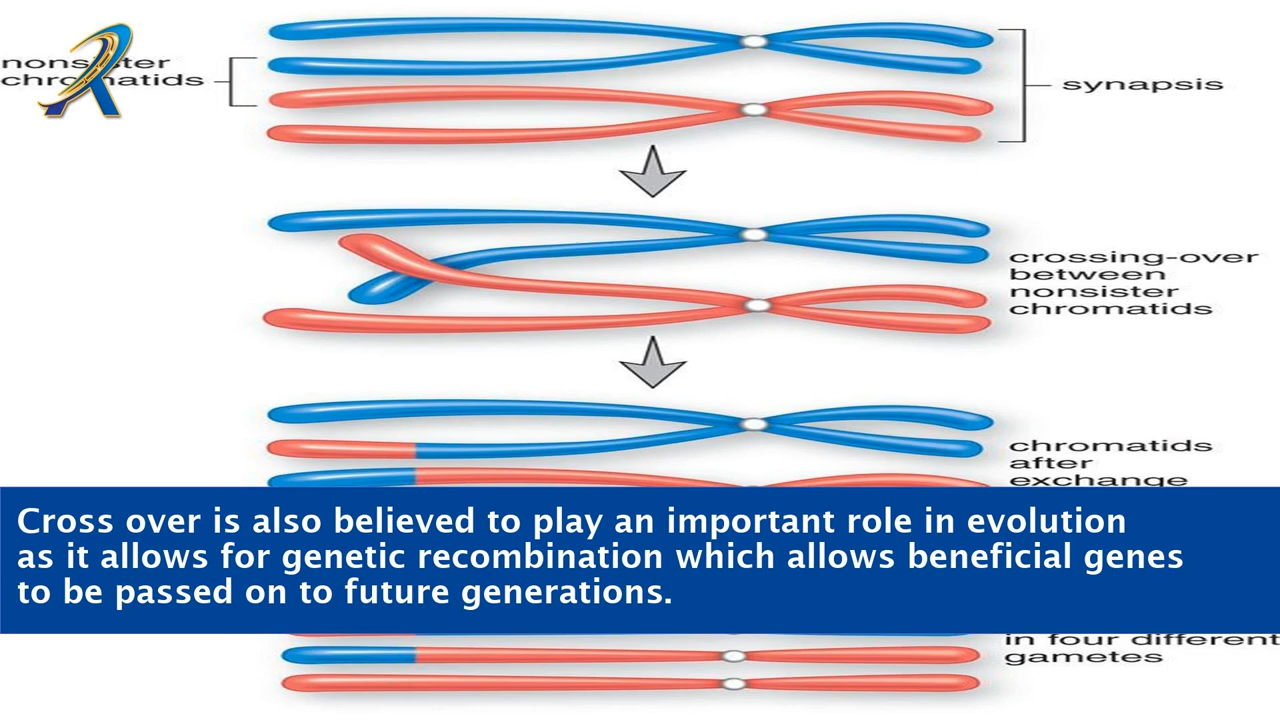 nonsister
chromatids
synapsis
crossing-over
between
nonsister
chromatids
chromatids
after
exchange
Cross over is also believed to play an important role in evolution
as it allows for genetic recombination which allows beneficial genes
to be passed on to future generations.
in four different
gametes